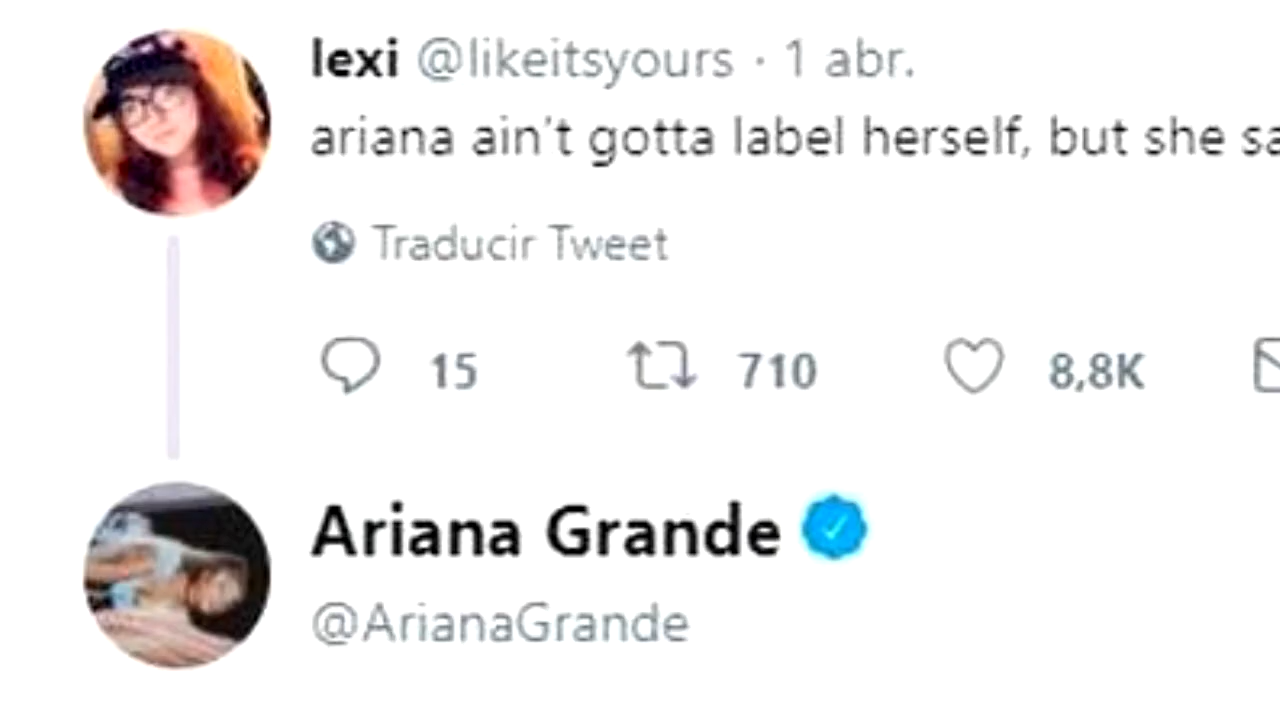 lexi @likeitsyours · 1 abr.
ariana ain't gotta label herself, but she
Traducir Tweet
15 710 8,8K
Ariana Grande
@ArianaGrande